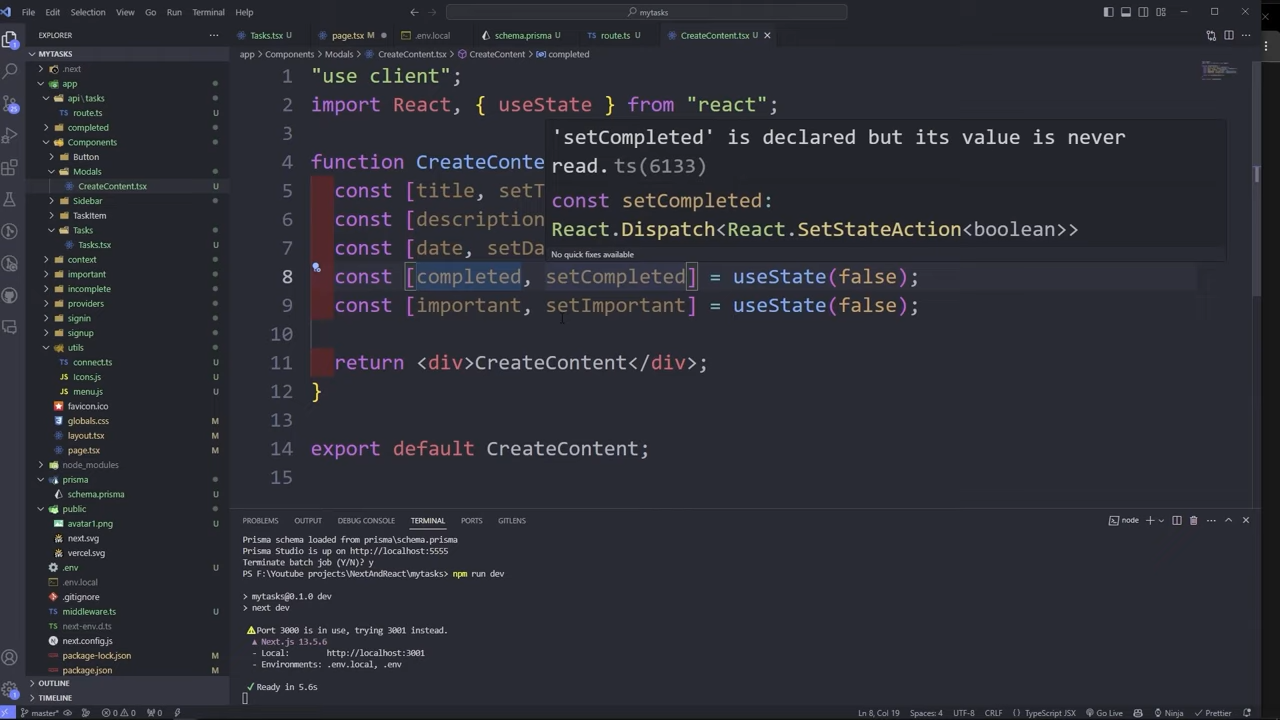 File Edit Selection View Go Run Terminal Help
mytasks
EXPLORER
Tasks.tsx U
page.tsx M
.env.local
schema.prisma U
route.ts U
CreateContent.tsx U
MYTASKS
app > Components > Modals > CreateContent.tsx > CreateContent > completed
.next
app
api \ tasks
route.ts U
completed
Components
Button
Modals
CreateContent.tsx U
Sidebar
TaskItem
Tasks
Tasks.tsx U
context
important
incomplete
providers
signin
signup
utils
connect.ts U
Icons.js U
menu.js U
favicon.ico
globals.css M
layout.tsx M
page.tsx M
node_modules
prisma
schema.prisma U
public
avatar1.png U
next.svg
vercel.svg
.env U
.env.local
.gitignore
middleware.ts U
next-env.d.ts
next.config.js
package-lock.json M
package.json M
OUTLINE
TIMELINE
1 "use client";
2 import React, { useState } from "react";
3
4 function CreateConte
5 const [title, setT
6 const [description
7 const [date, setDa
8 const [completed, setCompleted] = useState(false);
9 const [important, setImportant] = useState(false);
10
11 return <div>CreateContent</div>;
12 }
13
14 export default CreateContent;
15
'setCompleted' is declared but its value is never
read. ts(6133)
const setCompleted:
React.Dispatch<React.SetStateAction<boolean>>
No quick fixes available
PROBLEMS OUTPUT DEBUG CONSOLE TERMINAL PORTS GITLENS
node
Prisma schema loaded from prisma\schema.prisma
Prisma Studio is up on http://localhost:5555
Terminate batch job (Y/N)? y
PS F:\Youtube projects\NextAndReact\mytasks> npm run dev
> mytasks@0.1.0 dev
> next dev
Port 3000 is in use, trying 3001 instead.
▲ Next.js 13.5.6
- Local: http://localhost:3001
- Environments: .env.local, .env
✓ Ready in 5.6s
master* 0 0 0 Ln 8, Col 19 Spaces: 4 UTF-8 CRLF TypeScript JSX Go Live Ninja Prettier